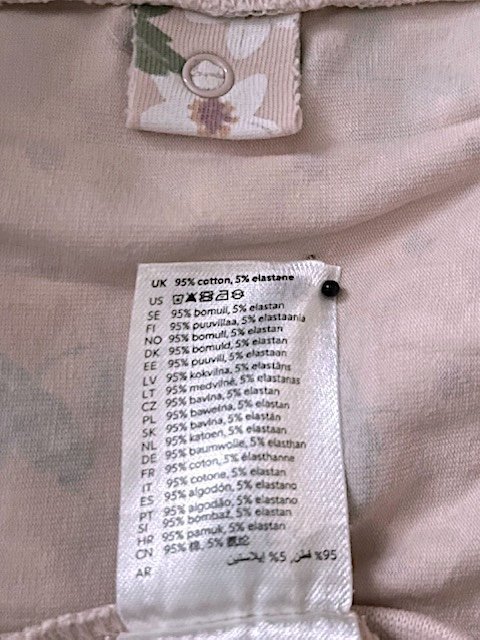 UK 95% cotton, 5% elastane
US
SE 95% bomull, 5% elastan
FI 95% puuvillaa, 5% elastaania
NO 95% bomull, 5% elastan
DK 95% bomuld, 5% elastan
EE 95% puuvill, 5% elastaan
LV 95% kokvilna, 5% elastāns
LT 95% medvilnė, 5% elastanas
CZ 95% bavlna, 5% elastan
PL 95% bawełna, 5% elastan
SK 95% bavlna, 5% elastán
NL 95% katoen, 5% elastaan
DE 95% baumwolle, 5% elasthan
FR 95% coton, 5% élasthanne
IT 95% cotone, 5% elastan
ES 95% algodón, 5% elastano
PT 95% algodão, 5% elastano
SI 95% bombaž, 5% elastan
HR 95% pamuk, 5% elastan
CN 95% 棉, 5%
AR 95% قطن, 5% إيلاستين